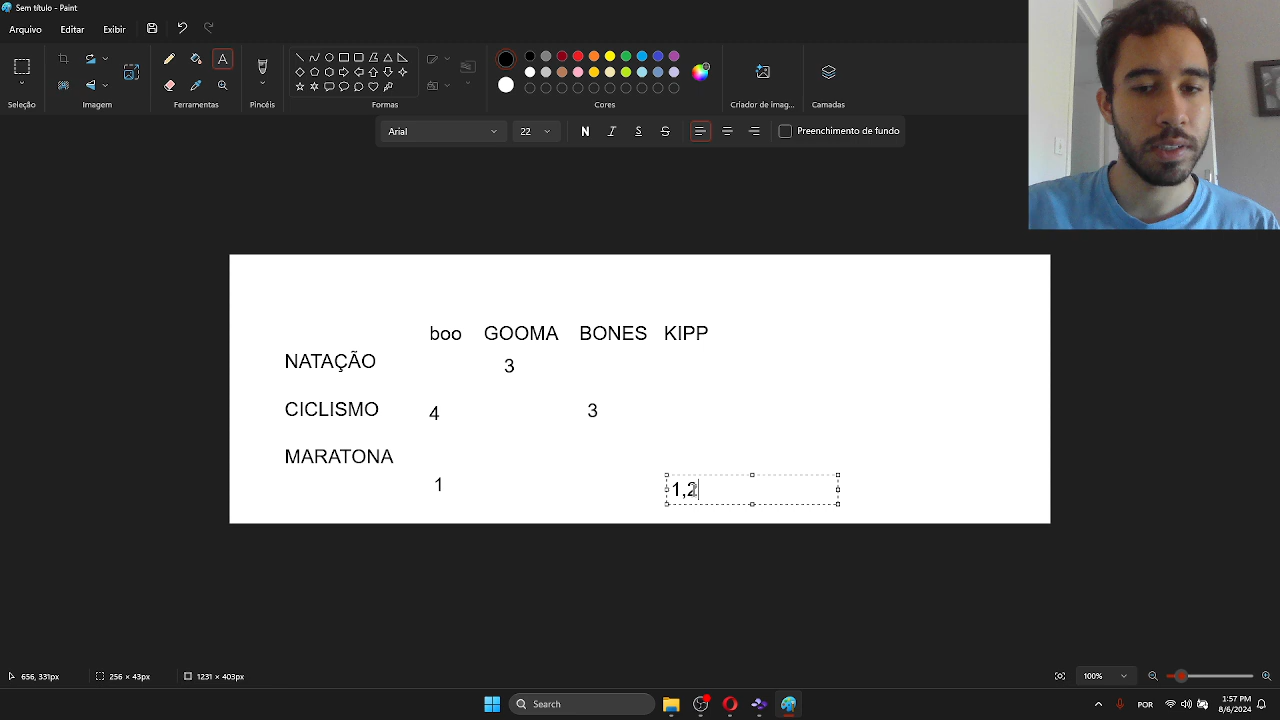 Sem título - Paint
Arquivo Editar Exibir
Seleção Imagem Ferramentas Pincéis Formas Cores Criador de imag... Camadas
Arial 22 N I S S Preenchimento de fundo
boo GOOMA BONES KIPP
NATAÇÃO 3
CICLISMO 4 3
MARATONA
1 1,2
656, 331px 256 × 43px 1231 × 403px 100%
Search POR 1:57 PM
8/6/2024